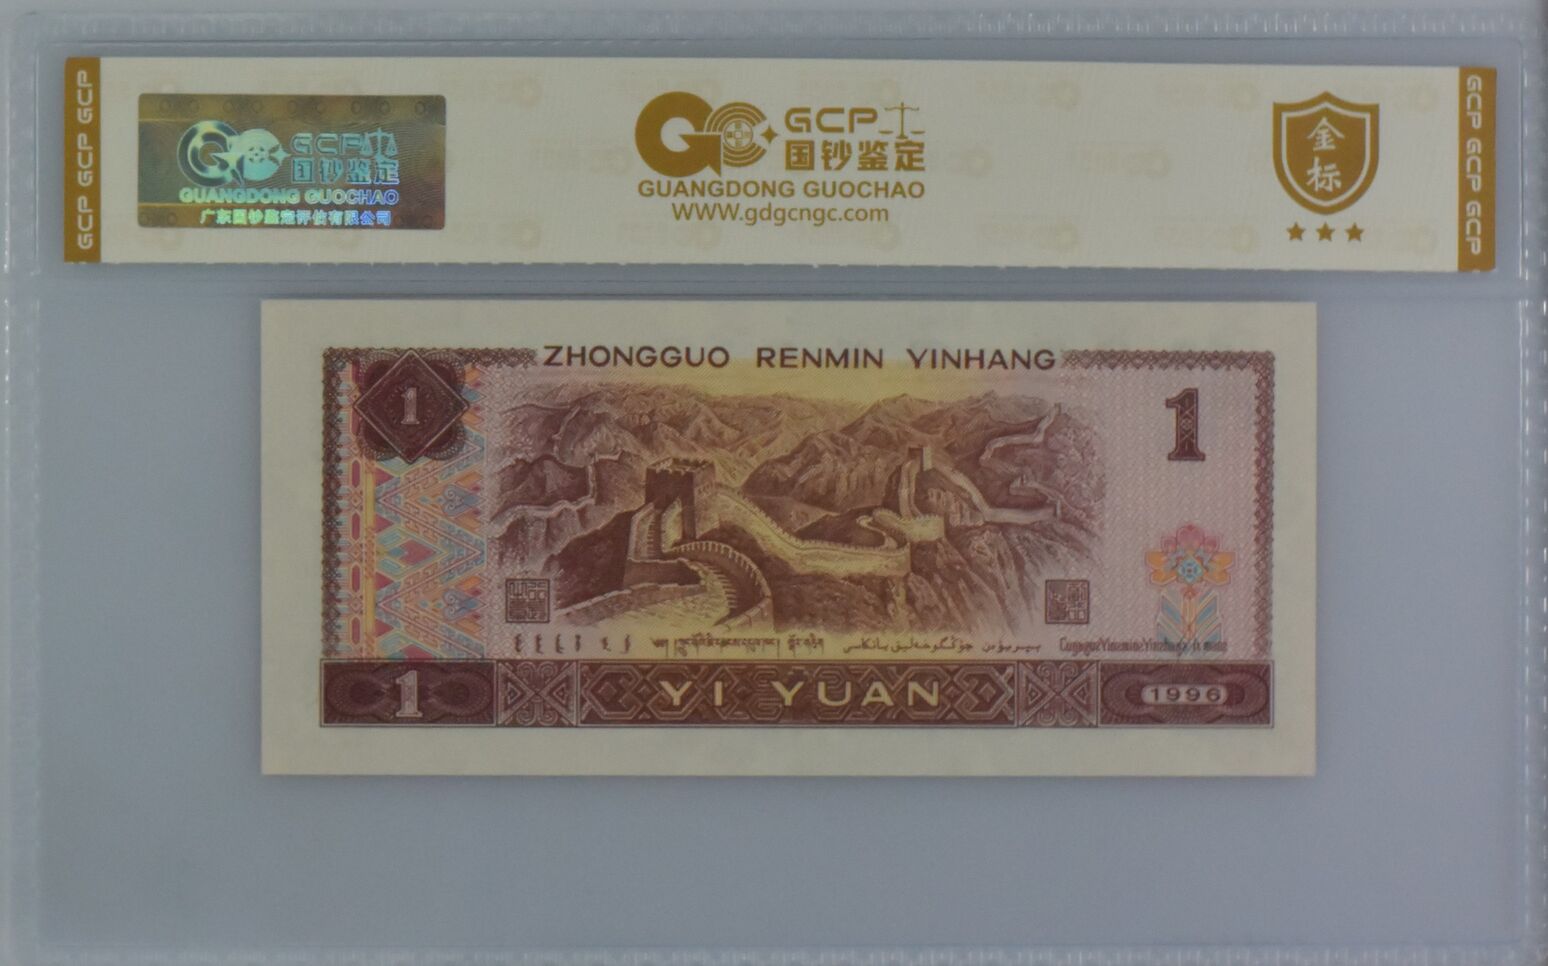 GCP GCP GCP
GCP
国钞鉴定
GUANGDONG GUOCHAO
广东国钞鉴定评估有限公司
GCP
国钞鉴定
GUANGDONG GUOCHAO
WWW.gdgcngc.com
金标
GCP GCP GCP
ZHONGGUO RENMIN YINHANG
1
1
1
YI YUAN
1996